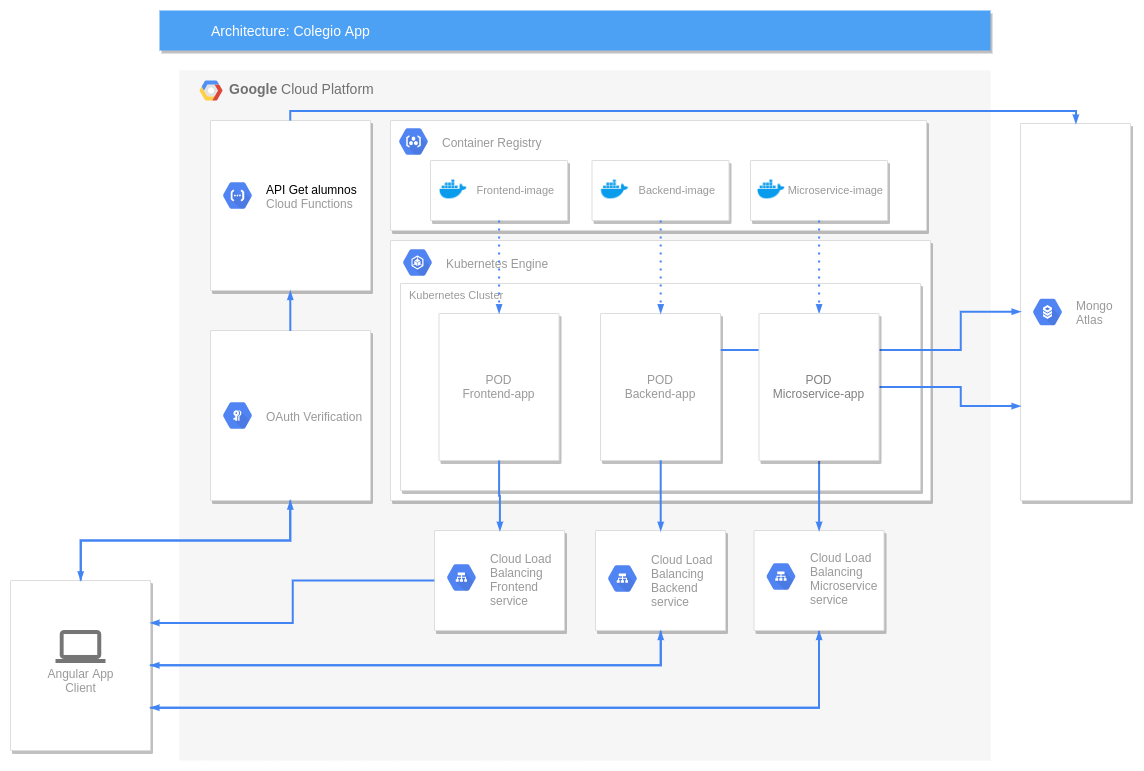 Architecture: Colegio App
Google Cloud Platform
API Get alumnos
Cloud Functions
Container Registry
Frontend-image
Backend-image
Microservice-image
Kubernetes Engine
Kubernetes Cluster
POD
Frontend-app
POD
Backend-app
POD
Microservice-app
Mongo
Atlas
OAuth Verification
Cloud Load
Balancing
Frontend
service
Cloud Load
Balancing
Backend
service
Cloud Load
Balancing
Microservice
service
Angular App
Client